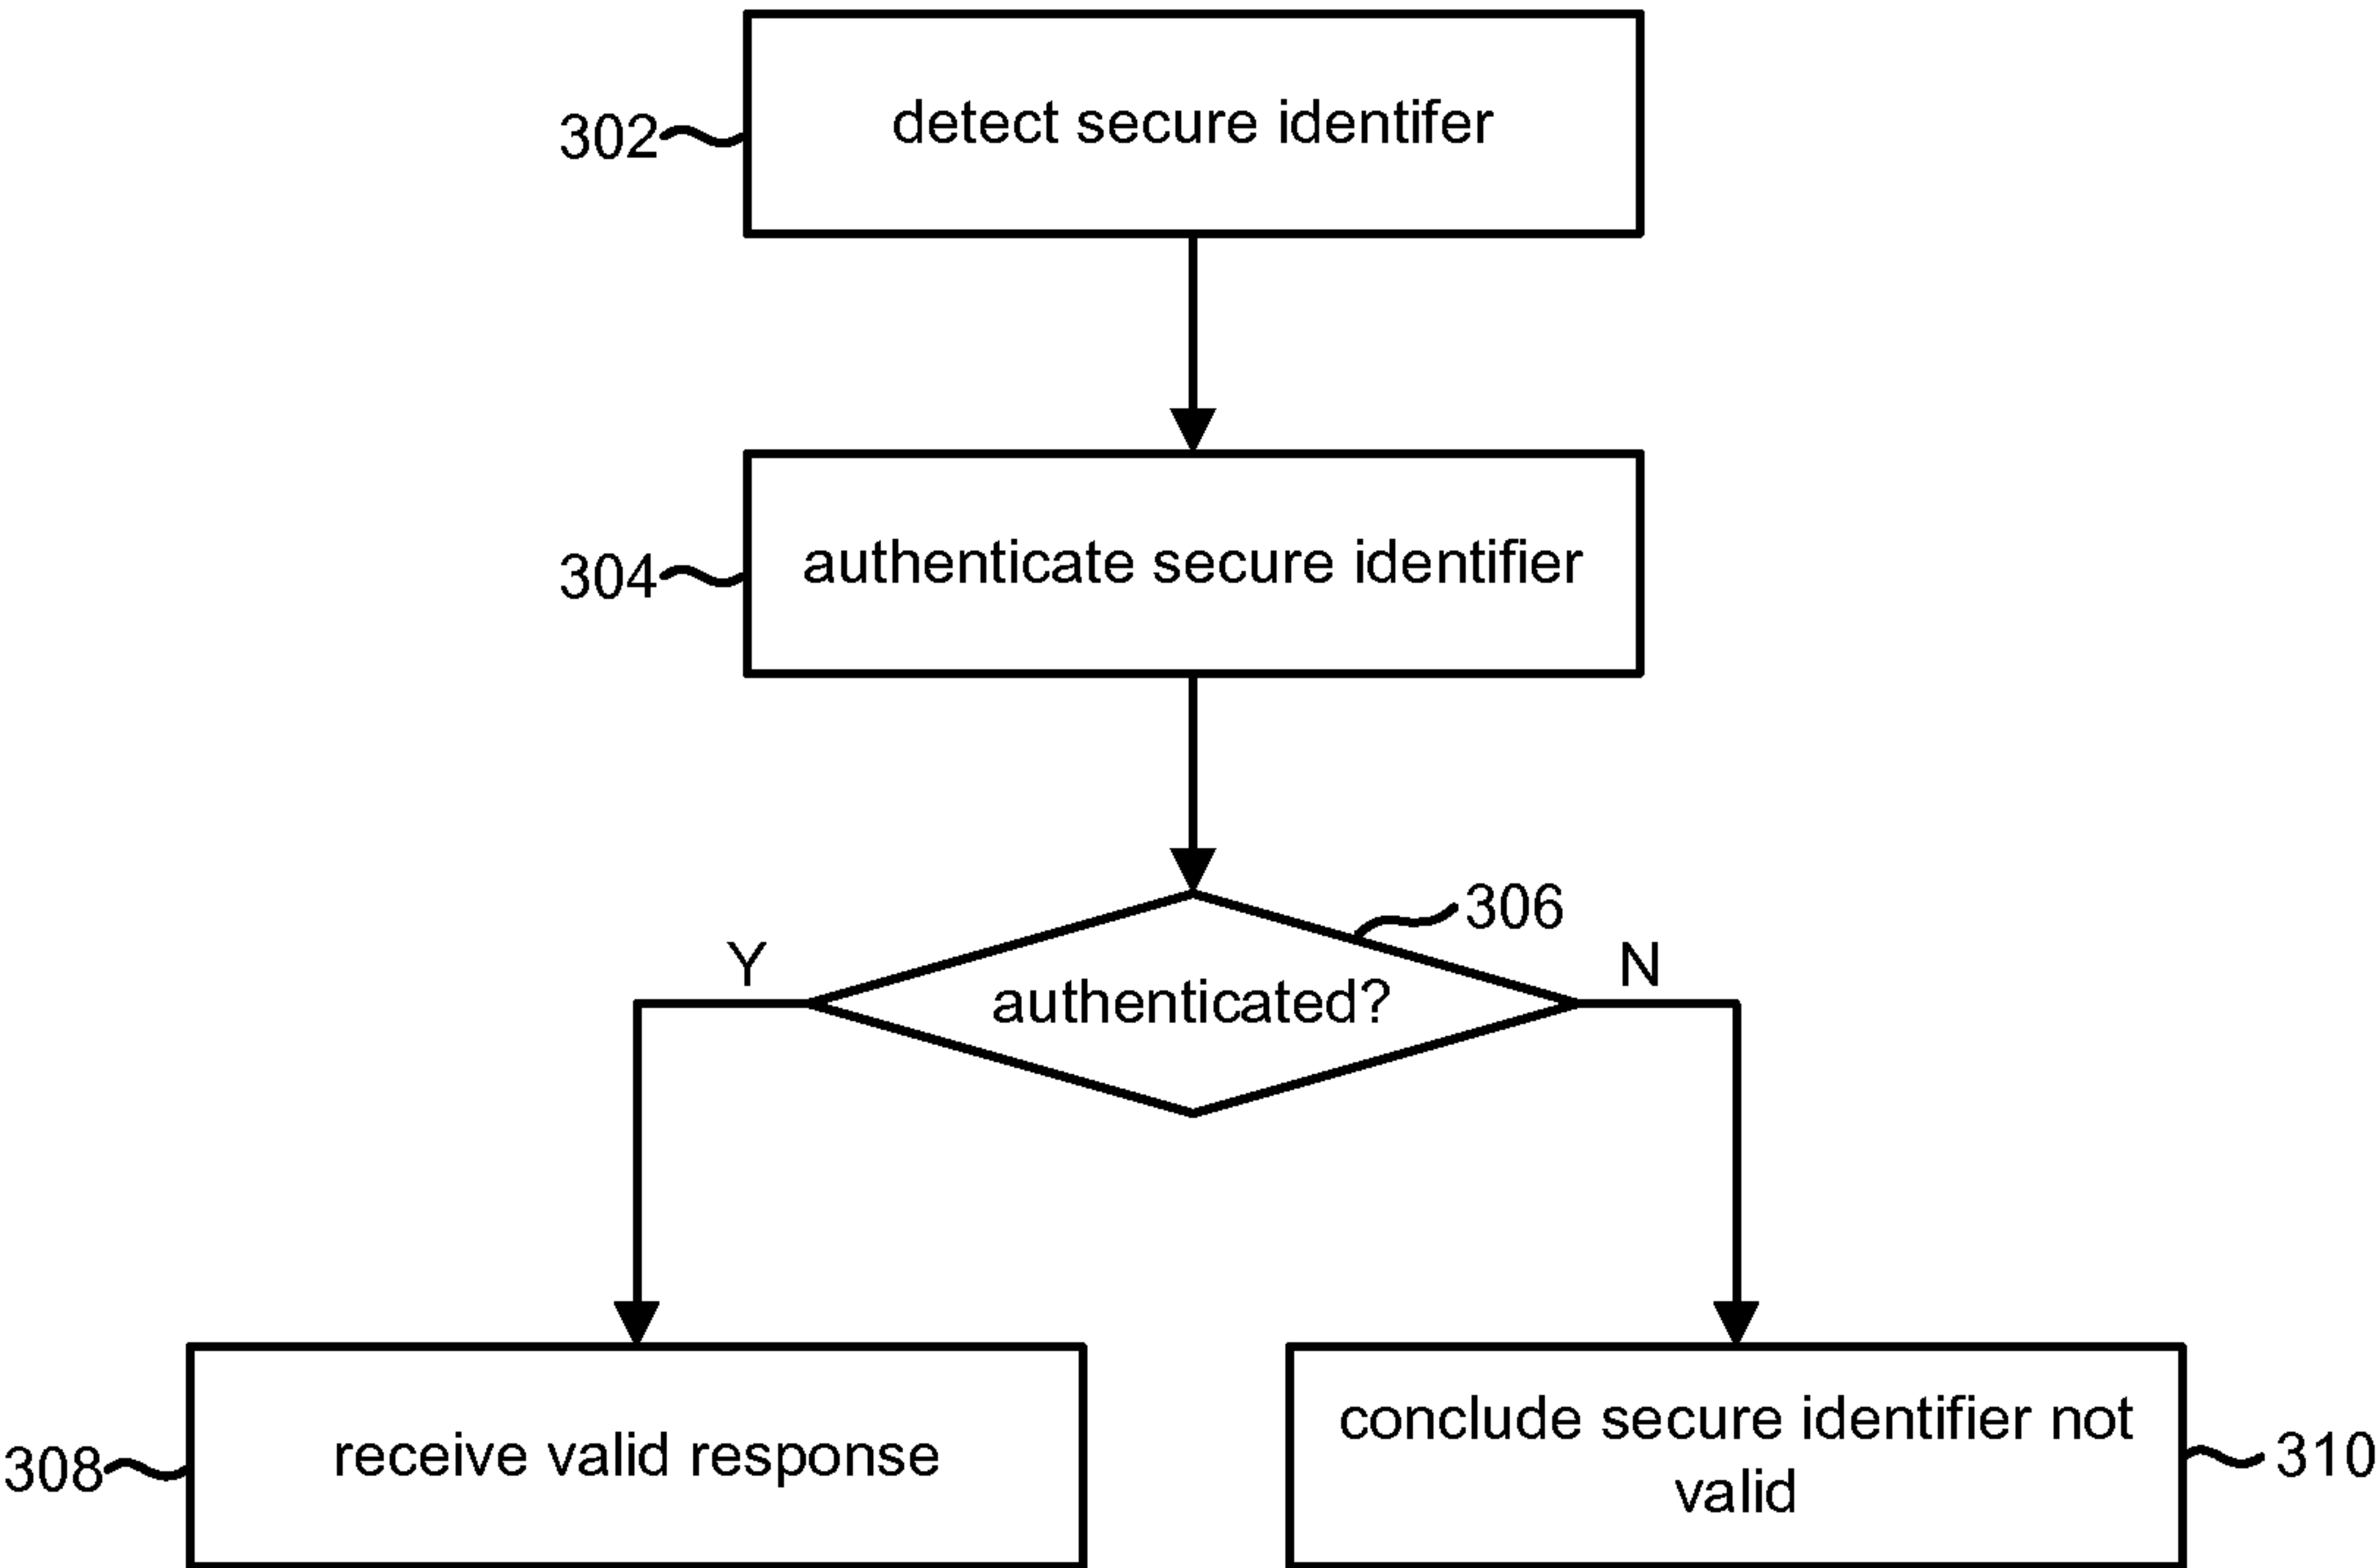 302
detect secure identifer
304
authenticate secure identifier
306
Y
N
authenticated?
308
receive valid response
conclude secure identifier not
valid
310